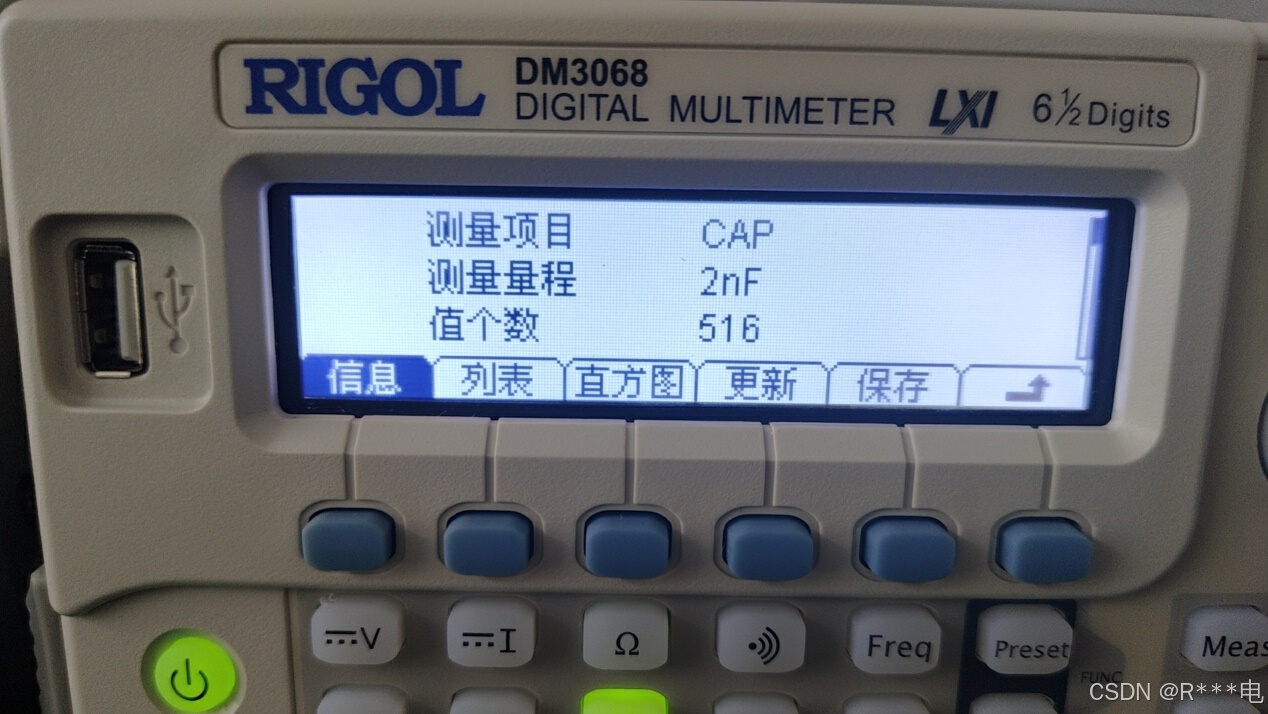 RIGOL DM3068
DIGITAL MULTIMETER LXI 6½ Digits
测量项目 CAP
测量量程 2nF
值个数 516
信息 列表 直方图 更新 保存
V I Ω Freq Preset
FUNC
CSDN @R***电